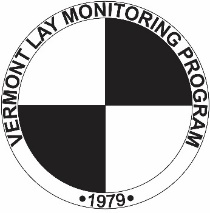 VERMONT LAY MONITORING PROGRAM
•1979•